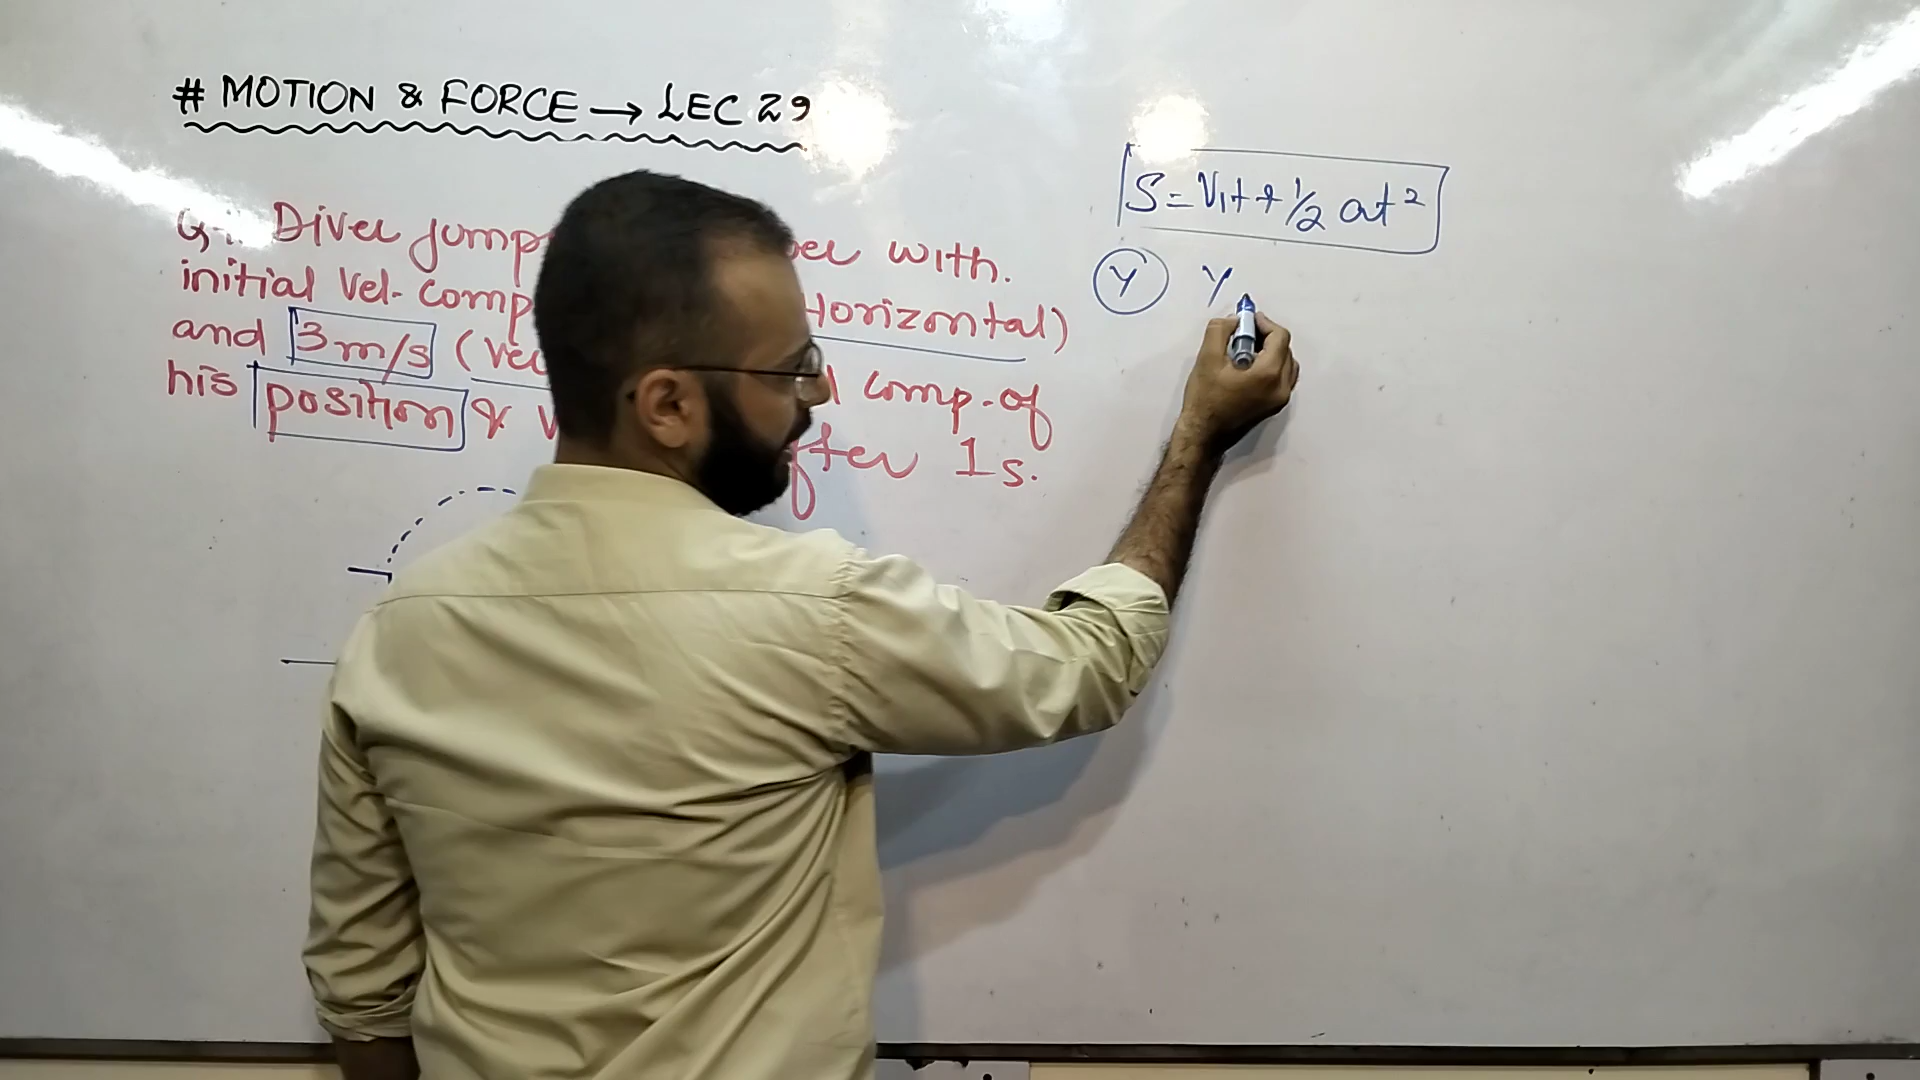 # MOTION & FORCE → LEC 29
Diver jump with.
initial Vel- comp Horizontal)
and 3m/s (Ver
his position & V comp. of
after 1s.
S = V₁t + 1/2 at²
Y Y